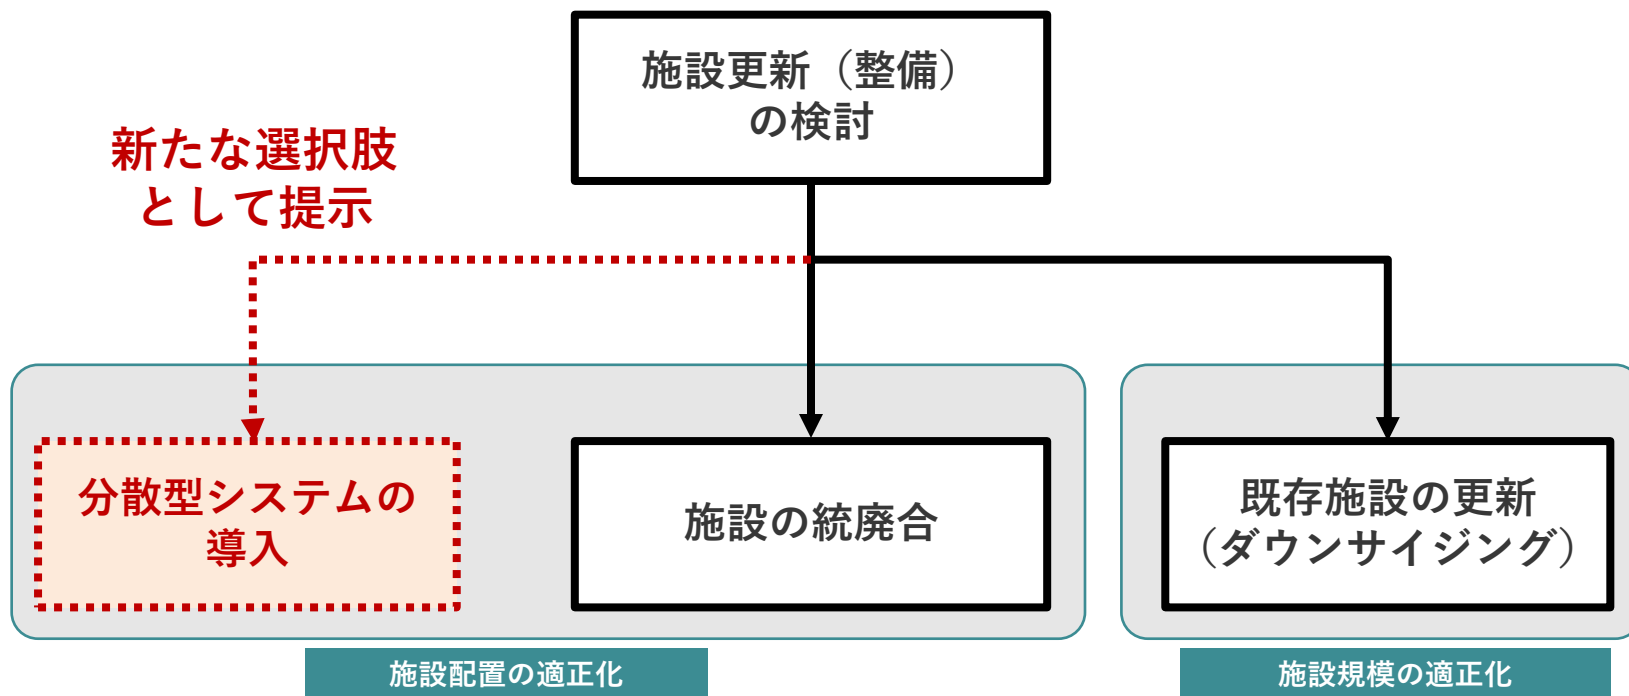 施設更新（整備）
の検討
新たな選択肢
として提示
分散型システムの
導入
施設の統廃合
既存施設の更新
（ダウンサイジング）
施設配置の適正化
施設規模の適正化